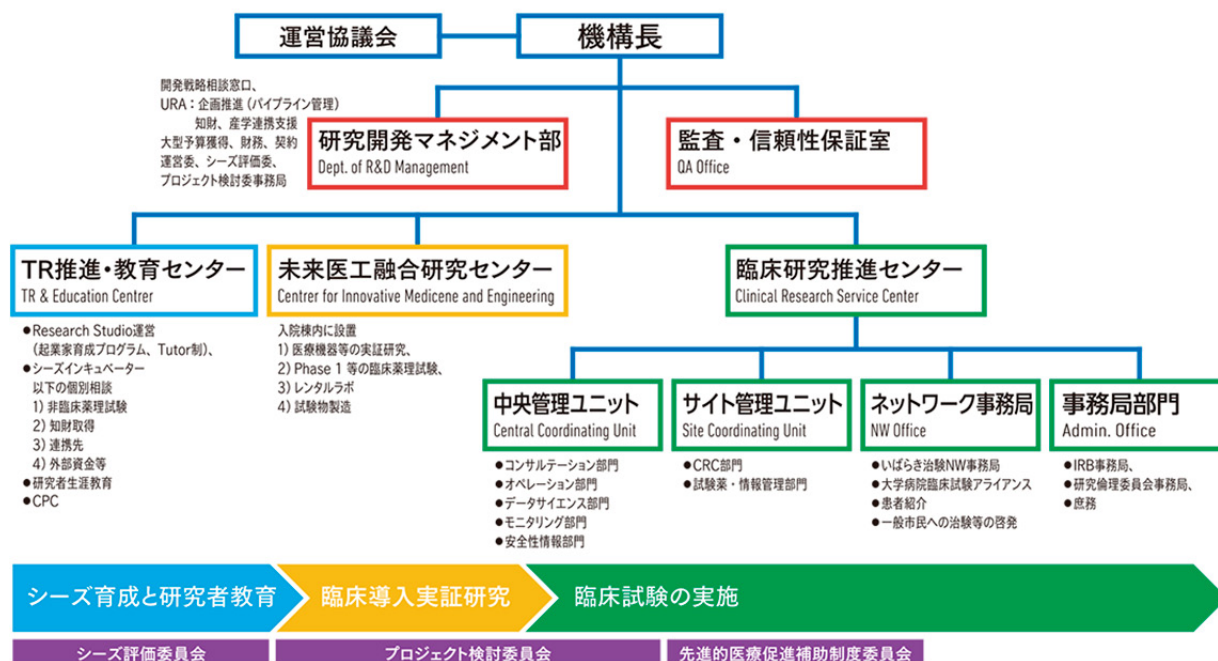 運営協議会
機構長
開発戦略相談窓口、
URA：企画推進（パイプライン管理）
知財、産学連携支援
大型予算獲得、財務、契約
運営委、シーズ評価委、
プロジェクト検討委事務局
研究開発マネジメント部
Dept. of R&D Management
監査・信頼性保証室
QA Office
TR推進・教育センター
TR & Education Centrer
●Research Studio運営
（起業家育成プログラム、Tutor制）、
●シーズインキュベーター
以下の個別相談
1）非臨床薬理試験
2）知財取得
3）連携先
4）外部資金等
●研究者生涯教育
●CPC
未来医工融合研究センター
Centrer for Innovative Medicene and Engineering
入院棟内に設置
1）医療機器等の実証研究、
2）Phase 1 等の臨床薬理試験、
3）レンタルラボ
4）試験物製造
臨床研究推進センター
Clinical Research Service Center
中央管理ユニット
Central Coordinating Unit
●コンサルテーション部門
●オペレーション部門
●データサイエンス部門
●モニタリング部門
●安全性情報部門
サイト管理ユニット
Site Coordinating Unit
●CRC部門
●試験薬・情報管理部門
ネットワーク事務局
NW Office
●いばらき治験NW事務局
●大学病院臨床試験アライアンス
●患者紹介
●一般市民への治験等の啓発
事務局部門
Admin. Office
●IRB事務局、
●研究倫理委員会事務局、
●庶務
シーズ育成と研究者教育
臨床導入実証研究
臨床試験の実施
シーズ評価委員会
プロジェクト検討委員会
先進的医療促進補助制度委員会